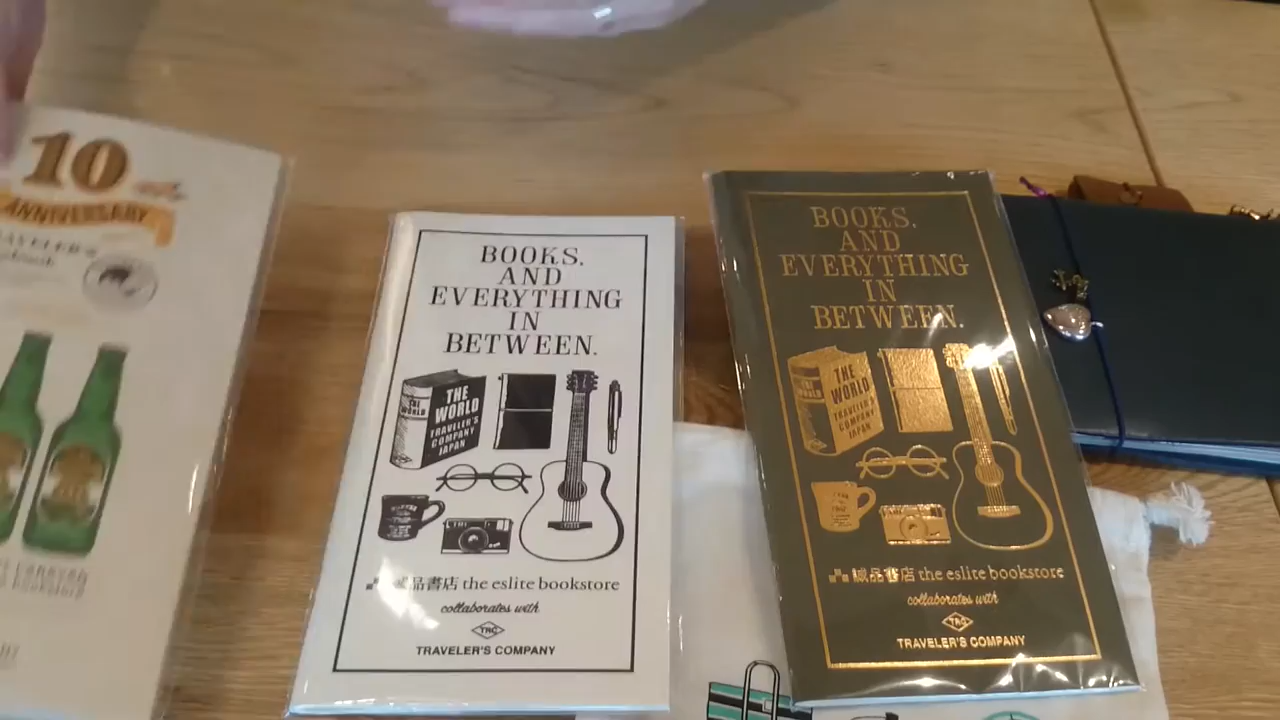 10
ANNIVERSARY
BOOKS,
AND
EVERYTHING
IN
BETWEEN.
THE WORLD
THE
WORLD
TRAVELER'S
COMPANY
JAPAN
品書店 the eslite bookstore
collaborates with
TRC
TRAVELER'S COMPANY
BOOKS,
AND
EVERYTHING
IN
BETWEEN.
THE
WORLD
TRAVELER'S
COMPANY
JAPAN
誠品書店 the eslite bookstore
collaborates with
TRC
TRAVELER'S COMPANY